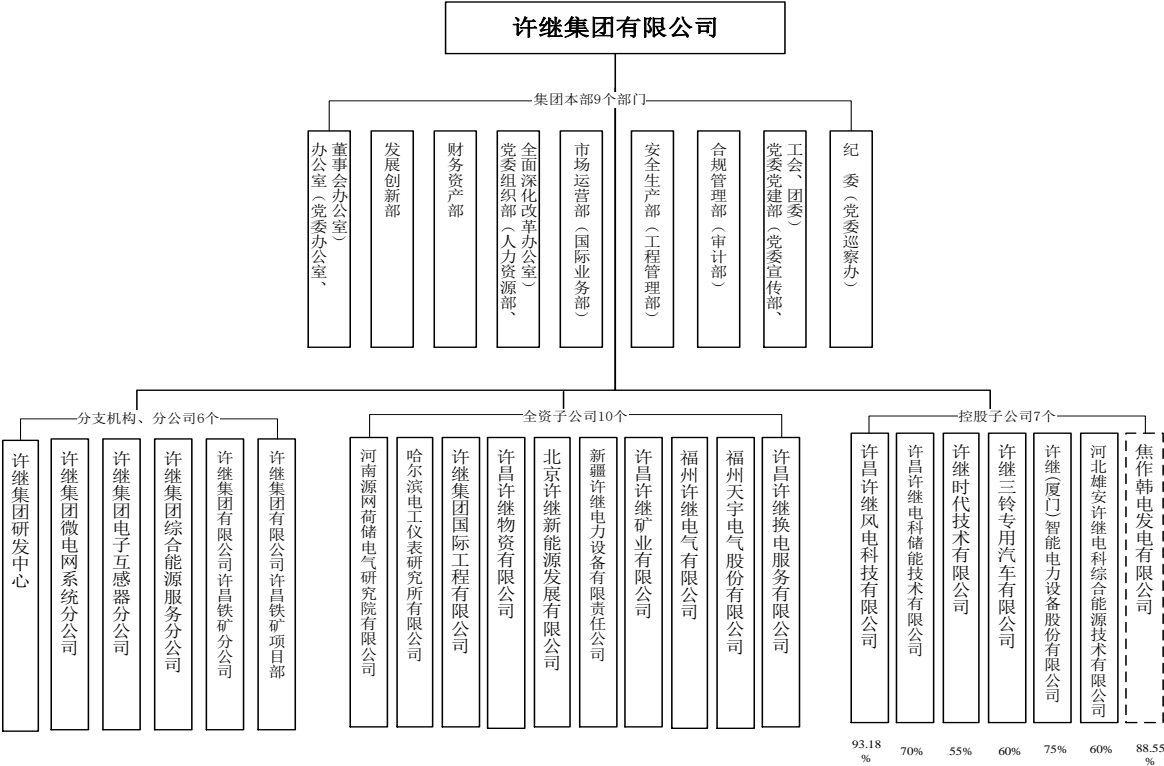 许继集团有限公司
集团本部9个部门
办公室（党委办公室、
董事会办公室）
发展创新部
财务资产部
党委组织部（人力资源部、
全面深化改革办公室）
市场运营部（国际业务部）
安全生产部（工程管理部）
合规管理部（审计部）
党委党建部（党委宣传部、
工会、团委）
纪 委（党委巡察办）
分支机构、分公司6个
许继集团研发中心
许继集团微电网系统分公司
许继集团电子互感器分公司
许继集团综合能源服务分公司
许继集团有限公司许昌铁矿分公司
许继集团有限公司许昌铁矿项目部
全资子公司10个
河南源网荷储电气研究院有限公司
哈尔滨电工仪表研究所有限公司
许继集团国际工程有限公司
许昌许继物资有限公司
北京许继新能源发展有限公司
新疆许继电力设备有限责任公司
许昌许继矿业有限公司
福州许继电气有限公司
福州天宇电气股份有限公司
许昌许继换电服务有限公司
控股子公司7个
许昌许继风电科技有限公司
许昌许继电科储能技术有限公司
许继时代技术有限公司
许继三铃专用汽车有限公司
许继(厦门)智能电力设备股份有限公司
河北雄安许继电科综合能源技术有限公司
焦作韩电发电有限公司
93.18
%
70%
55%
60%
75%
60%
88.55
%